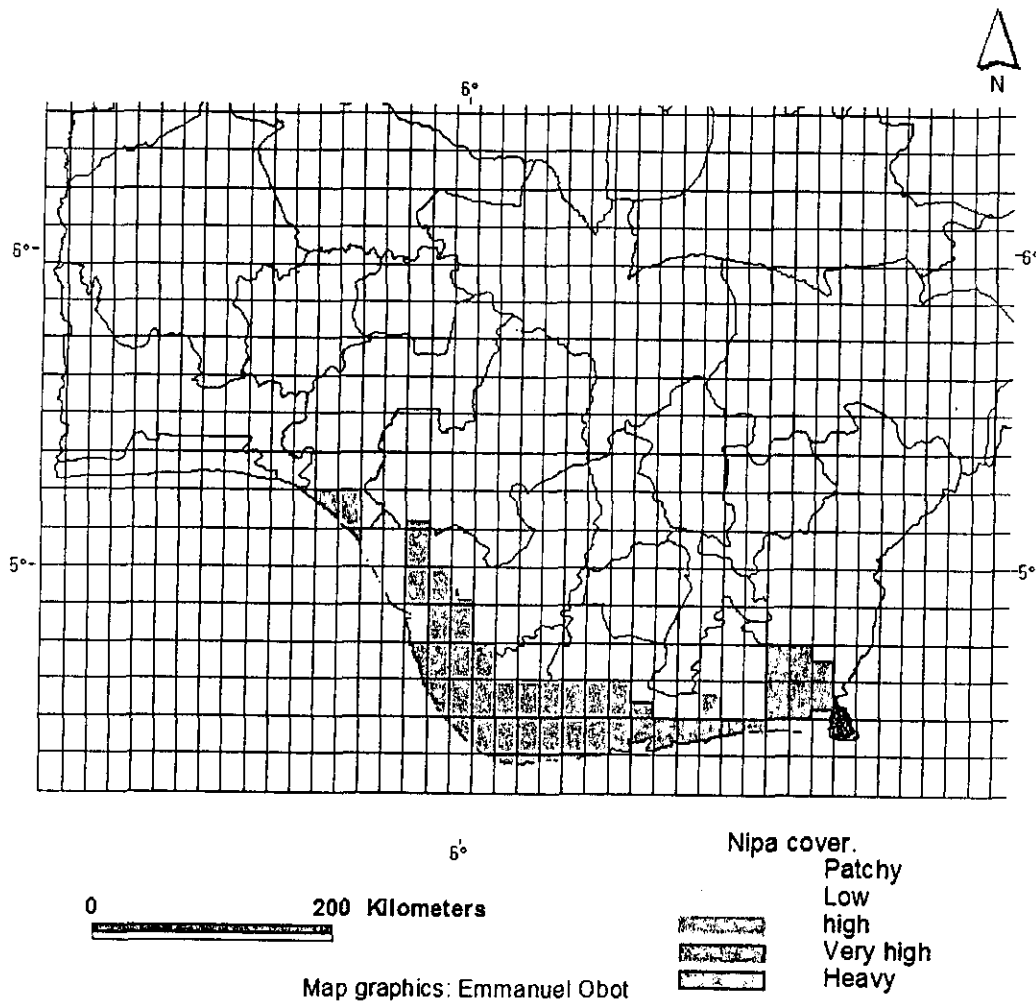 N
6°
6°
6°
5°
5°
6°
Nipa cover.
Patchy
Low
high
Very high
Heavy
0 200 Kilometers
Map graphics: Emmanuel Obot